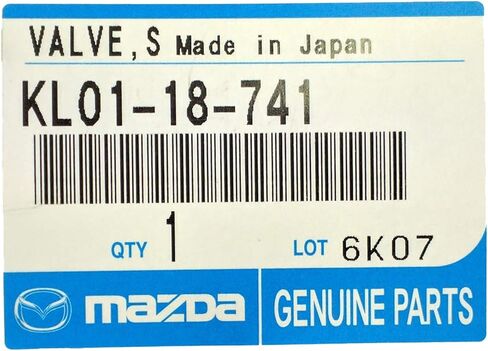 VALVE,S Made in Japan
KL01-18-741
QTY 1 LOT 6K07
mazda GENUINE PARTS